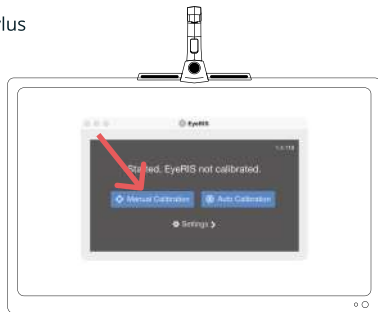 lus
EyeRIS
1.0.118
Started. EyeRIS not calibrated.
Manual Calibration
Auto Calibration
Settings